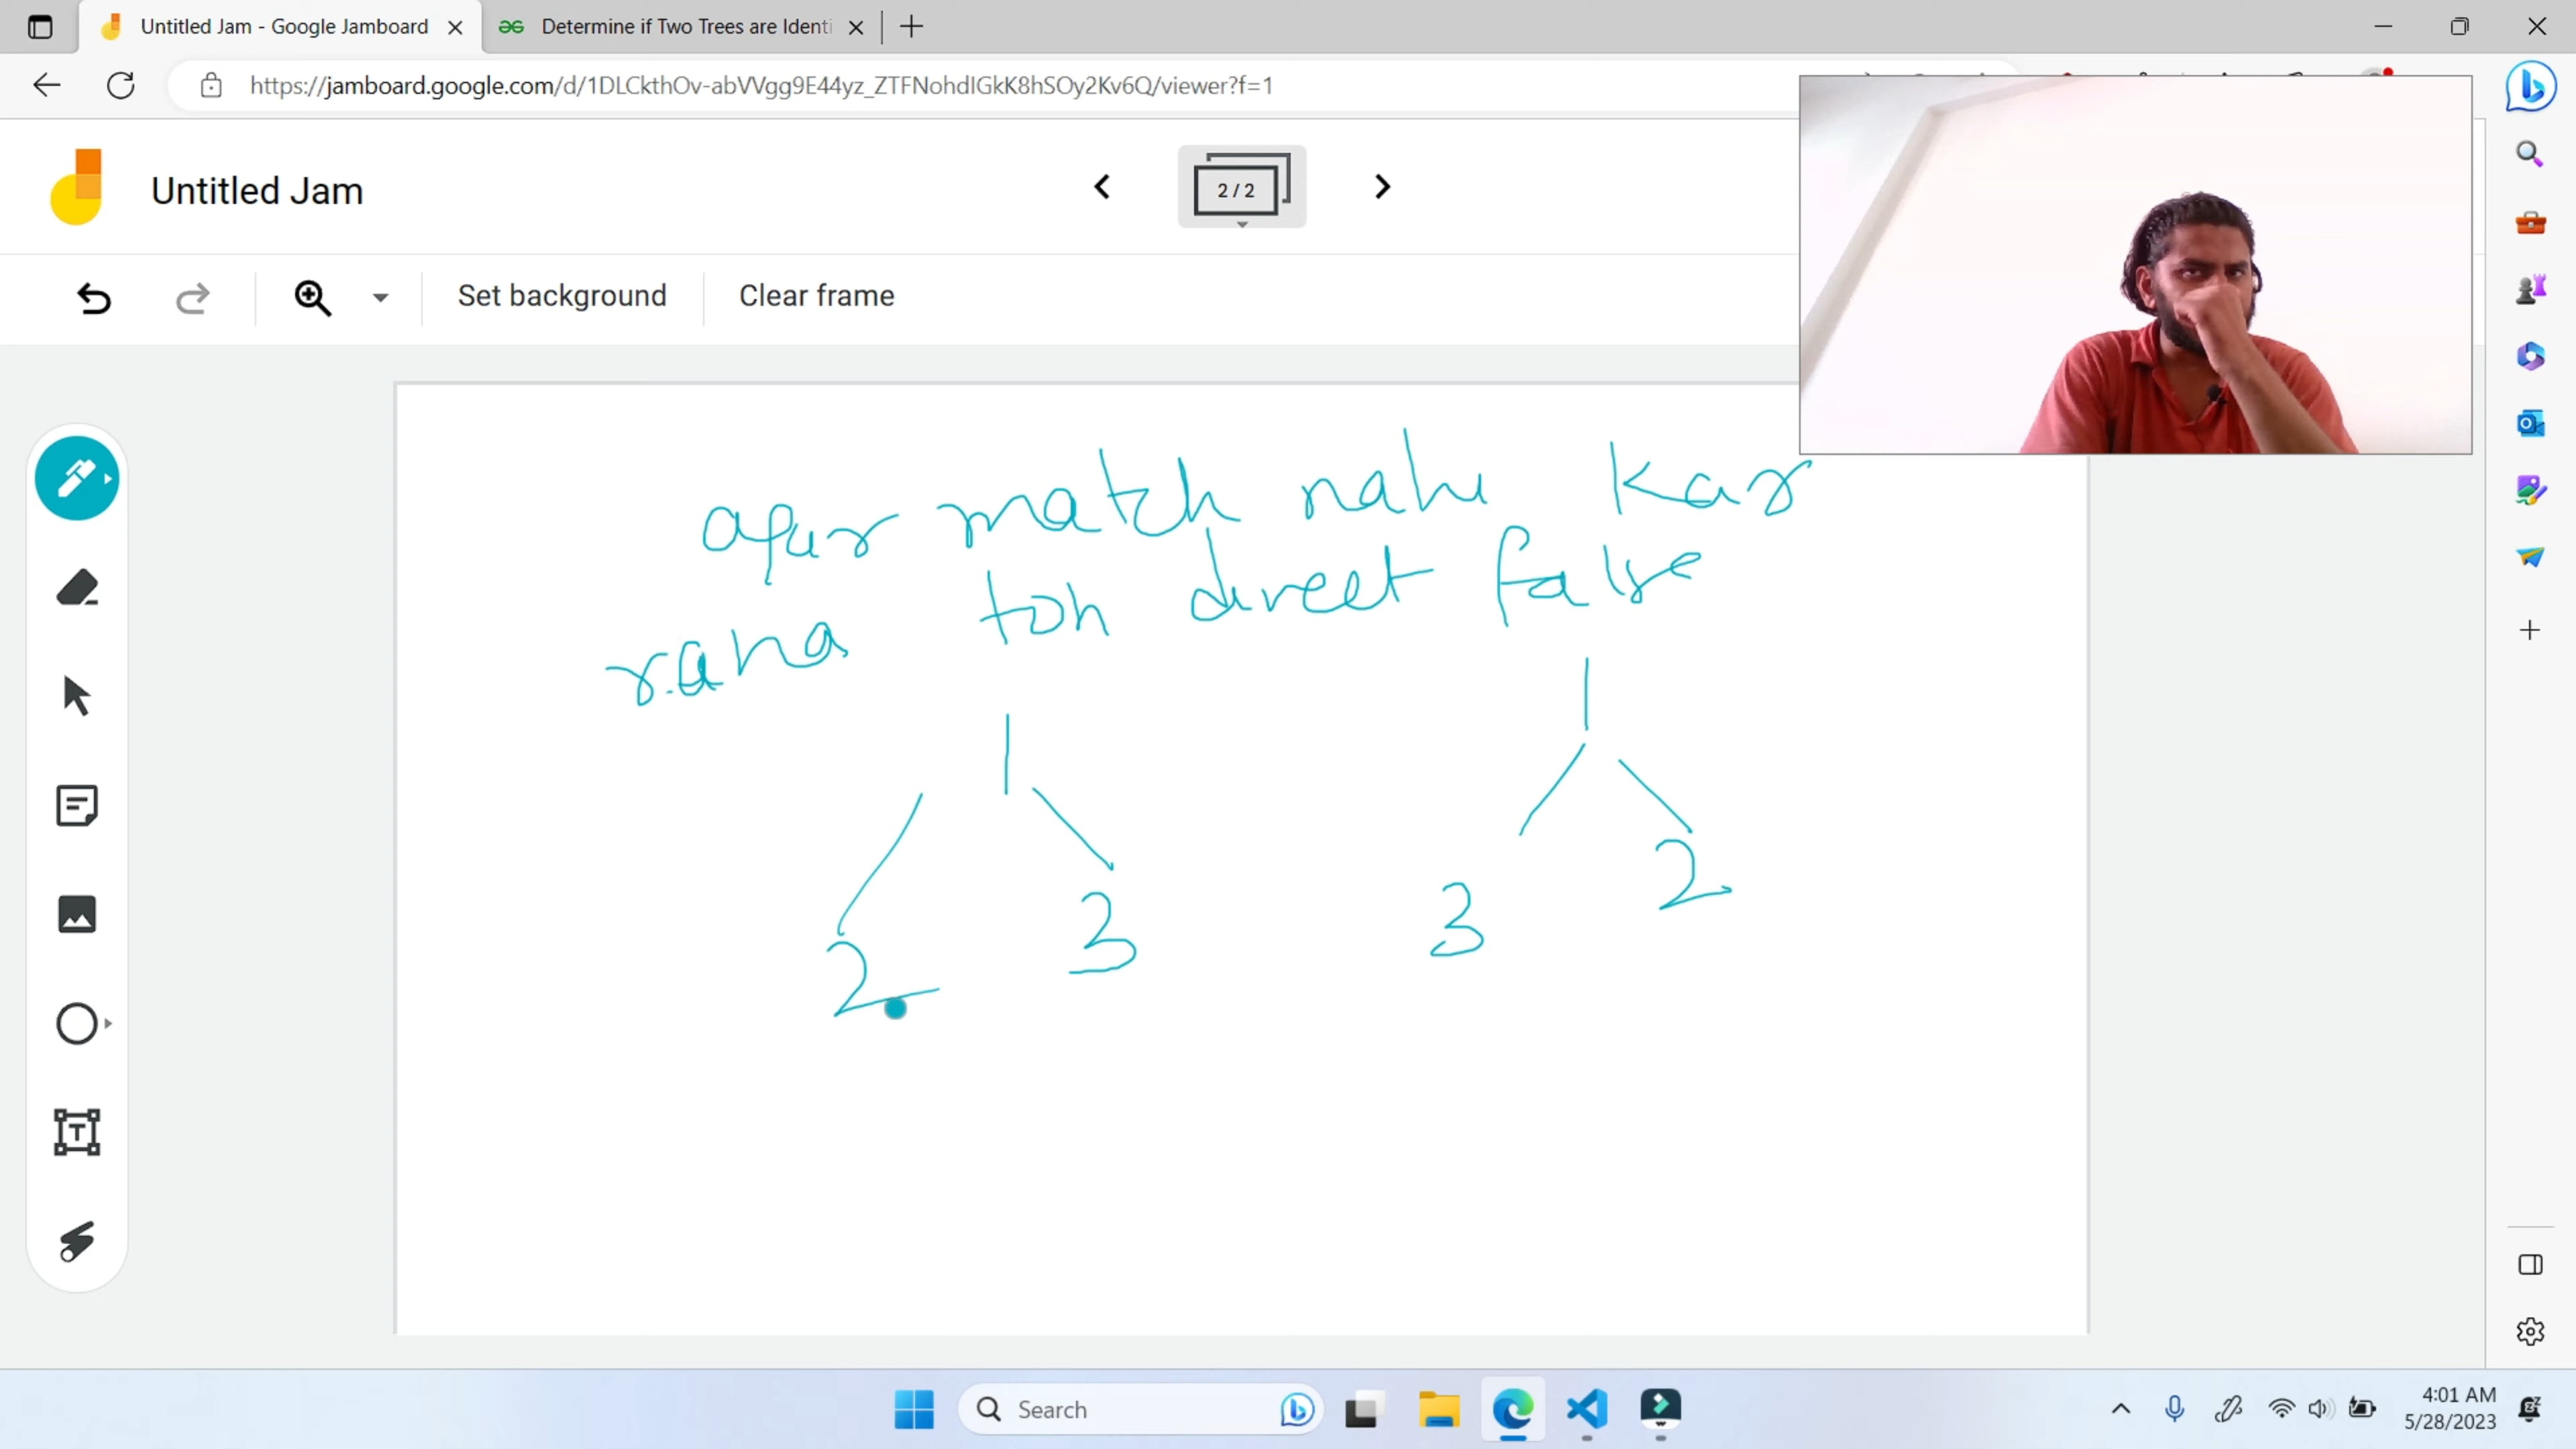 Untitled Jam - Google Jamboard
Determine if Two Trees are Identi
https://jamboard.google.com/d/1DLCkthOv-abVVgg9E44yz_ZTFNohdIGkK8hSOy2Kv6Q/viewer?f=1
Untitled Jam
2 / 2
Set background
Clear frame
agar match nahi kar
raha toh direct false
1
1
2
3
3
2
Search
4:01 AM
5/28/2023